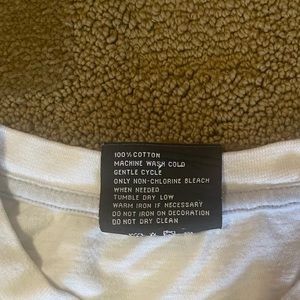 100% COTTON
MACHINE WASH COLD
GENTLE CYCLE
ONLY NON-CHLORINE BLEACH
WHEN NEEDED
TUMBLE DRY LOW
WARM IRON IF NECESSARY
DO NOT IRON ON DECORATION
DO NOT DRY CLEAN